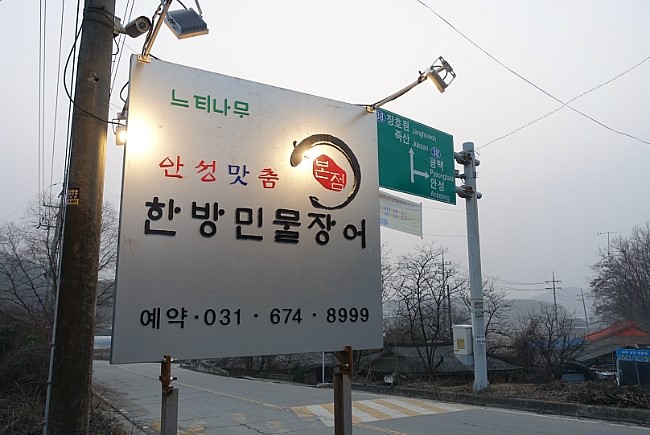 느티나무
안성맛춤
본점
한방민물장어
예약·031·674·8999
38 장호원
Janghowon
죽산
Juksan
38
평택
Pyeongtaek
안성
Anseong